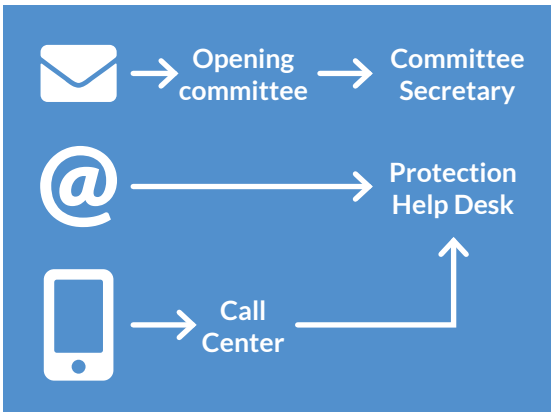 Opening
committee
Committee
Secretary
@
Protection
Help Desk
Call
Center